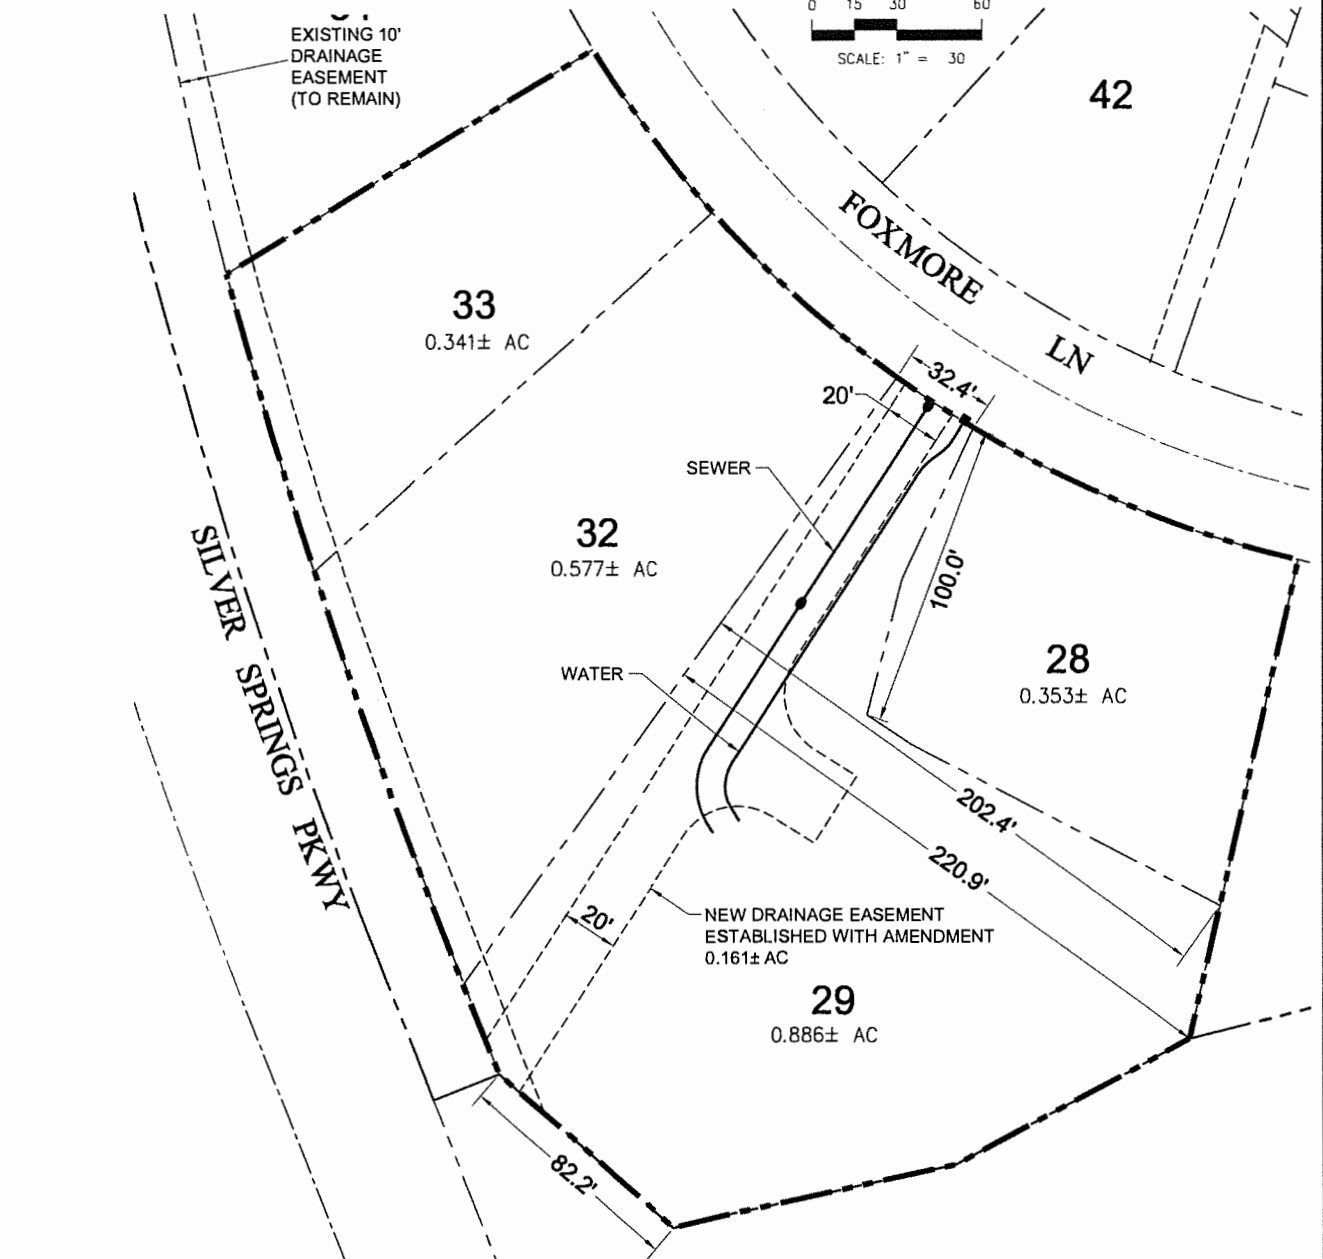 0 15 30 60
SCALE: 1" = 30
EXISTING 10'
DRAINAGE
EASEMENT
(TO REMAIN)
42
FOXMORE
LN
33
0.341± AC
32.4'
20'
SEWER
32
0.577± AC
100.0'
SILVER SPRINGS PKWY
WATER
28
0.353± AC
202.4'
220.9'
20'
NEW DRAINAGE EASEMENT
ESTABLISHED WITH AMENDMENT
0.161± AC
29
0.886± AC
82.2'